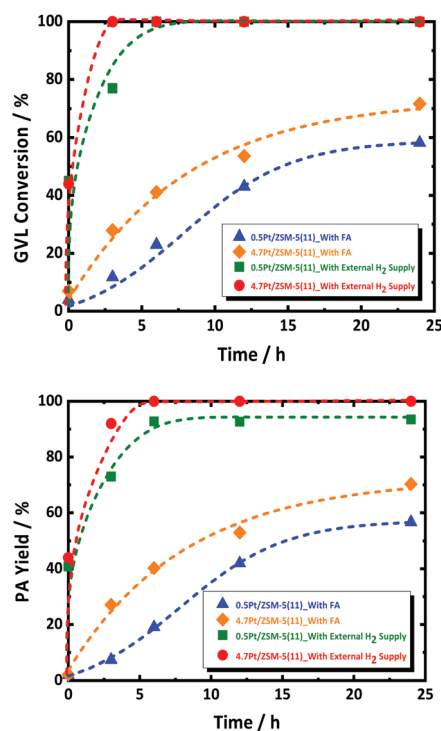 100
80
60
40
20
0
GVL Conversion / %
0.5Pt/ZSM-5(11)_With FA
4.7Pt/ZSM-5(11)_With FA
0.5Pt/ZSM-5(11)_With External H2 Supply
4.7Pt/ZSM-5(11)_With External H2 Supply
0 5 10 15 20 25
Time / h
100
80
60
40
20
0
PA Yield / %
0.5Pt/ZSM-5(11)_With FA
4.7Pt/ZSM-5(11)_With FA
0.5Pt/ZSM-5(11)_With External H2 Supply
4.7Pt/ZSM-5(11)_With External H2 Supply
0 5 10 15 20 25
Time / h